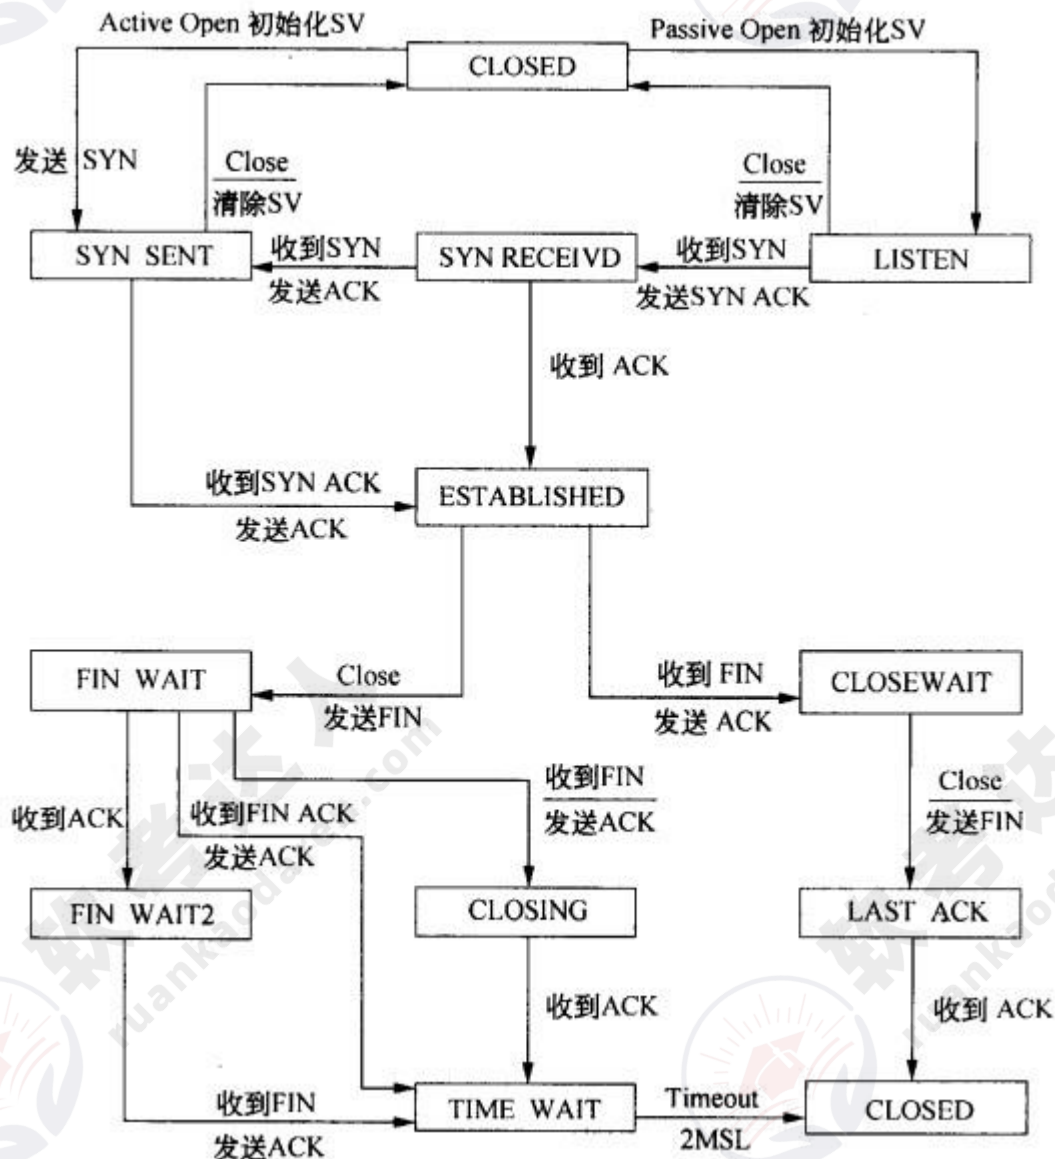 Active Open 初始化SV
Passive Open 初始化SV
CLOSED
发送 SYN
Close
清除SV
Close
清除SV
SYN SENT
收到SYN
发送ACK
SYN RECEIVD
收到SYN
发送SYN ACK
LISTEN
收到 ACK
收到SYN ACK
发送ACK
ESTABLISHED
FIN WAIT
Close
发送FIN
收到 FIN
发送 ACK
CLOSEWAIT
收到ACK
收到FIN ACK
发送ACK
收到FIN
发送ACK
Close
发送FIN
FIN WAIT2
CLOSING
LAST ACK
收到ACK
收到 ACK
收到FIN
发送ACK
TIME WAIT
Timeout
2MSL
CLOSED
软考达人
ruankaodaren.com